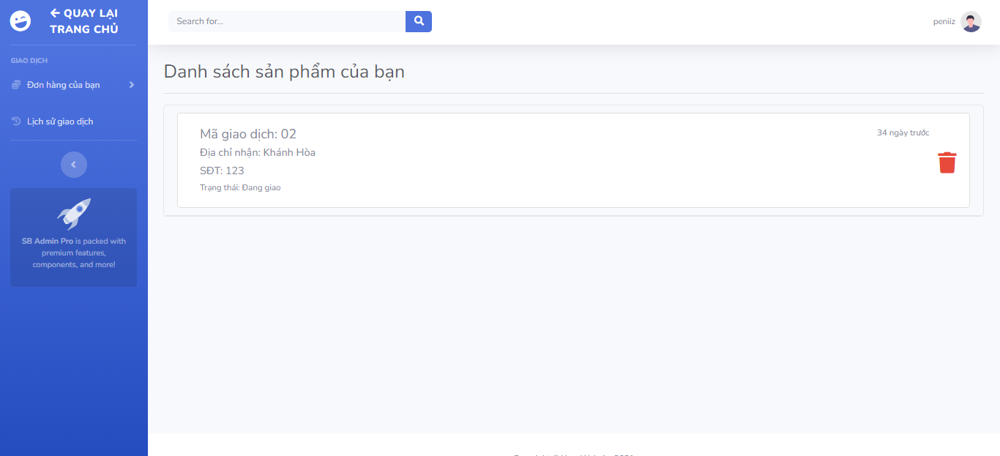 QUAY LẠI
TRANG CHỦ
GIAO DỊCH
Đơn hàng của bạn
Lịch sử giao dịch
SB Admin Pro is packed with
premium features,
components, and more!
Search for...
peniiz
Danh sách sản phẩm của bạn
Mã giao dịch: 02
34 ngày trước
Địa chỉ nhận: Khánh Hòa
SĐT: 123
Trạng thái: Đang giao